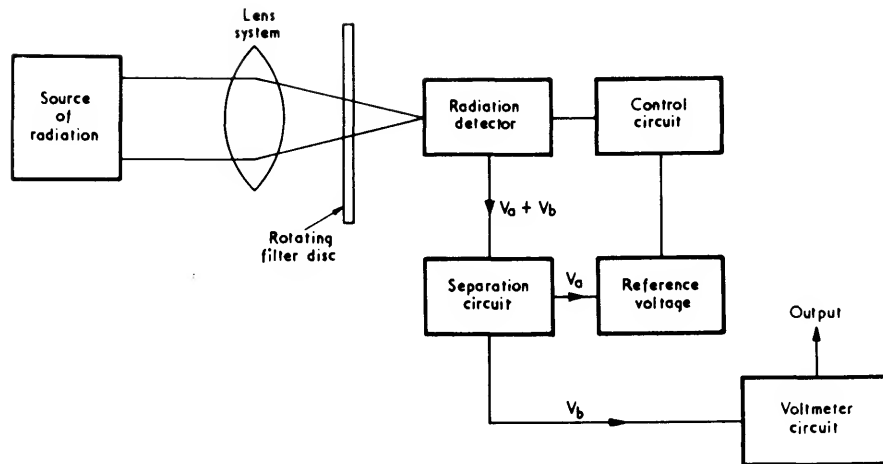 Lens
system
Source
of
radiation
Radiation
detector
Control
circuit
Rotating
filter disc
Va + Vb
Separation
circuit
Va
Reference
voltage
Output
Vb
Voltmeter
circuit